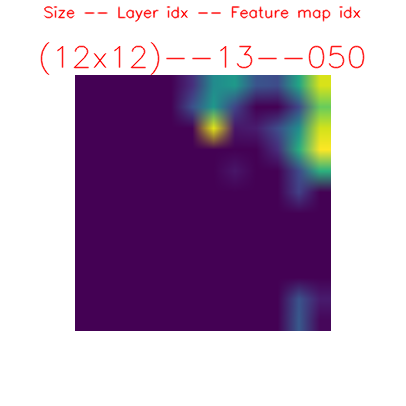 Size -- Layer idx -- Feature map idx
(12x12)--13--050